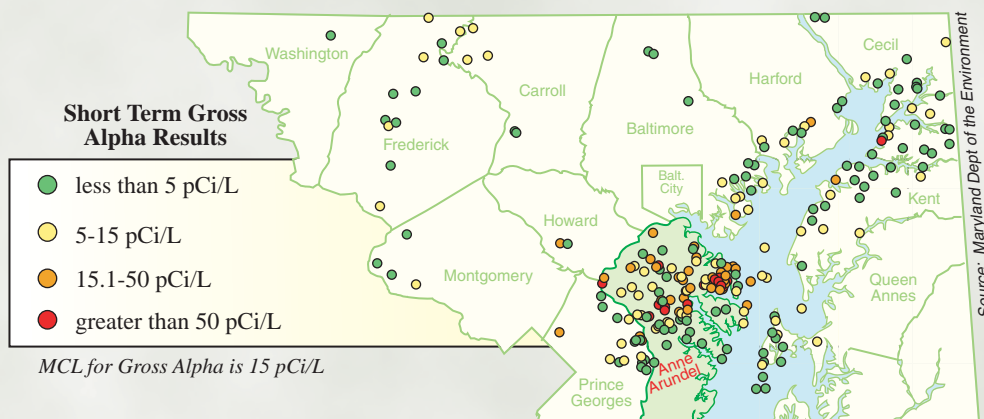 Short Term Gross
Alpha Results
less than 5 pCi/L
5-15 pCi/L
15.1-50 pCi/L
greater than 50 pCi/L
MCL for Gross Alpha is 15 pCi/L
Washington
Frederick
Carroll
Baltimore
Harford
Cecil
Balt.
City
Howard
Montgomery
Kent
Queen
Annes
Anne
Arundel
Prince
Georges
Source: Maryland Dept of the Environment